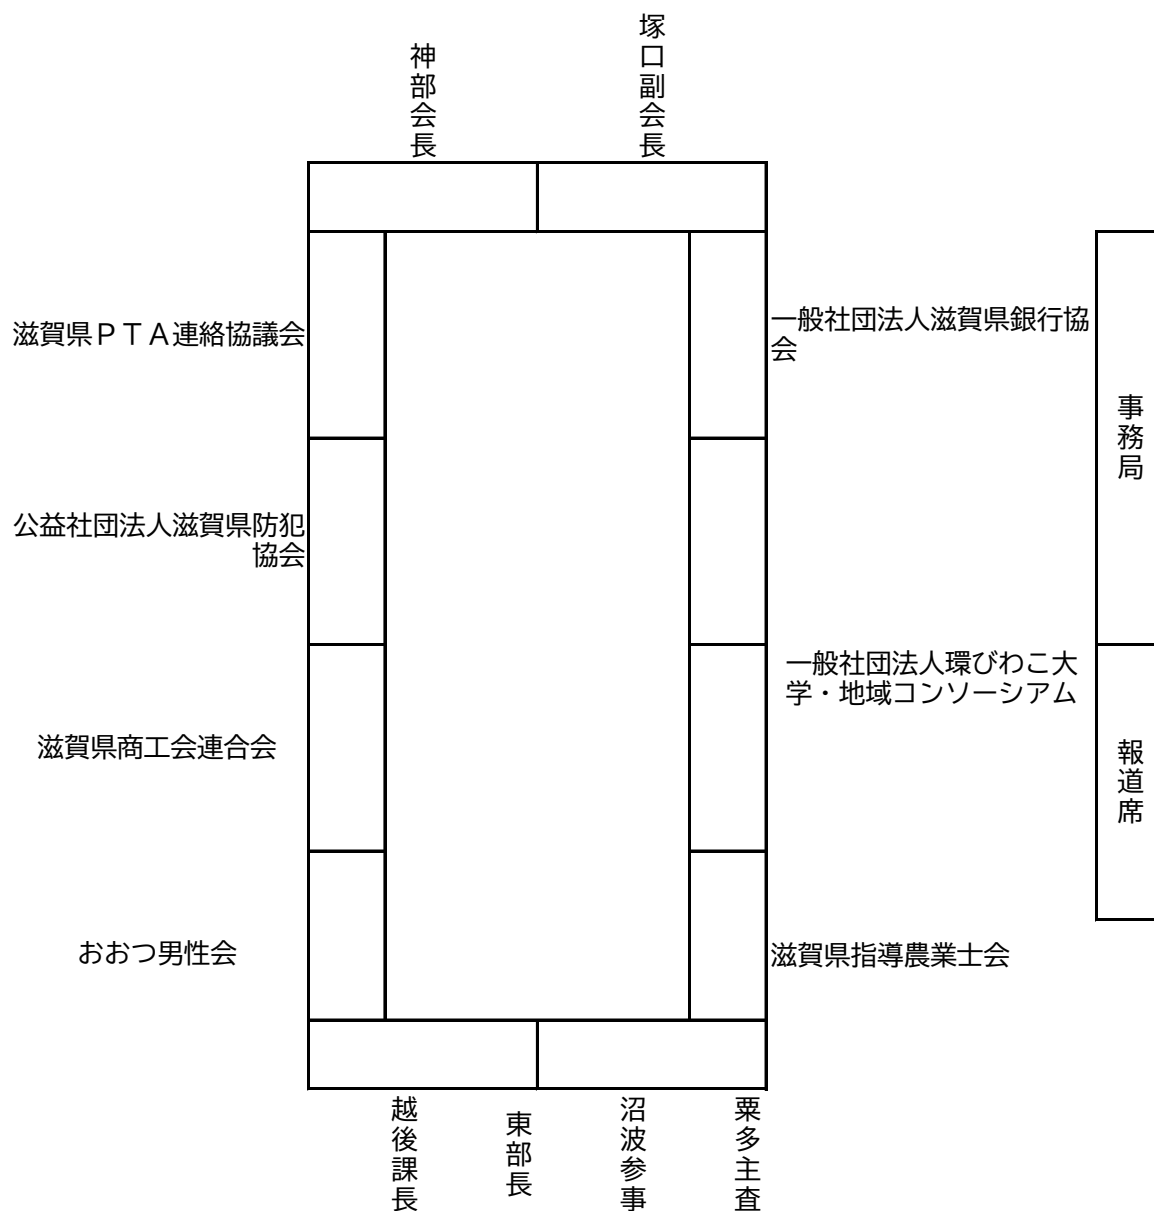 神部会長
塚口副会長
滋賀県ＰＴＡ連絡協議会
一般社団法人滋賀県銀行協
会
事務局
公益社団法人滋賀県防犯
協会
一般社団法人環びわこ大
学・地域コンソーシアム
滋賀県商工会連合会
報道席
おおつ男性会
滋賀県指導農業士会
越後課長
東部長
沼波参事
粟多主査